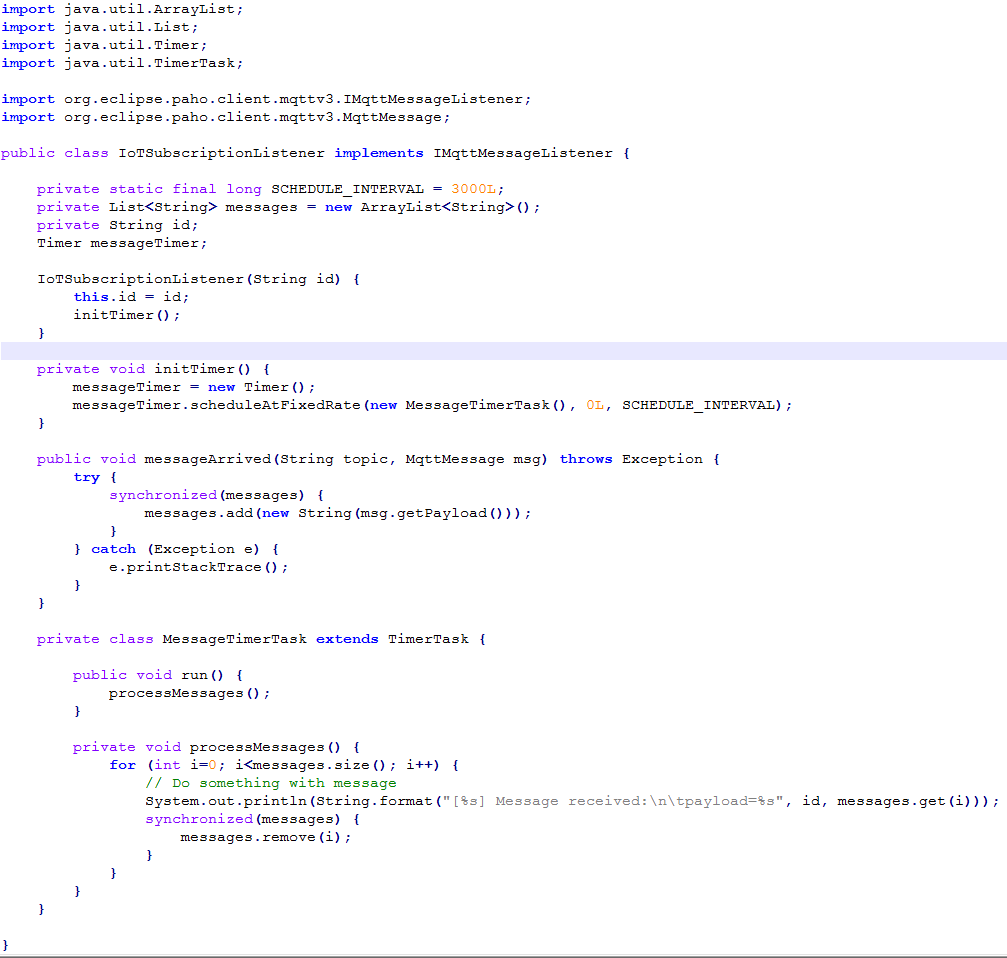 import java.util.ArrayList;
import java.util.List;
import java.util.Timer;
import java.util.TimerTask;

import org.eclipse.paho.client.mqttv3.IMqttMessageListener;
import org.eclipse.paho.client.mqttv3.MqttMessage;

public class IoTSubscriptionListener implements IMqttMessageListener {

    private static final long SCHEDULE_INTERVAL = 3000L;
    private List<String> messages = new ArrayList<String>();
    private String id;
    Timer messageTimer;

    IoTSubscriptionListener(String id) {
        this.id = id;
        initTimer();
    }

    private void initTimer() {
        messageTimer = new Timer();
        messageTimer.scheduleAtFixedRate(new MessageTimerTask(), 0L, SCHEDULE_INTERVAL);
    }

    public void messageArrived(String topic, MqttMessage msg) throws Exception {
        try {
            synchronized(messages) {
                messages.add(new String(msg.getPayload()));
            }
        } catch (Exception e) {
            e.printStackTrace();
        }
    }

    private class MessageTimerTask extends TimerTask {

        public void run() {
            processMessages();
        }

        private void processMessages() {
            for (int i=0; i<messages.size(); i++) {
                // Do something with message
                System.out.println(String.format("[%s] Message received:\n\tpayload=%s", id, messages.get(i)));
                synchronized(messages) {
                    messages.remove(i);
                }
            }
        }
    }

}